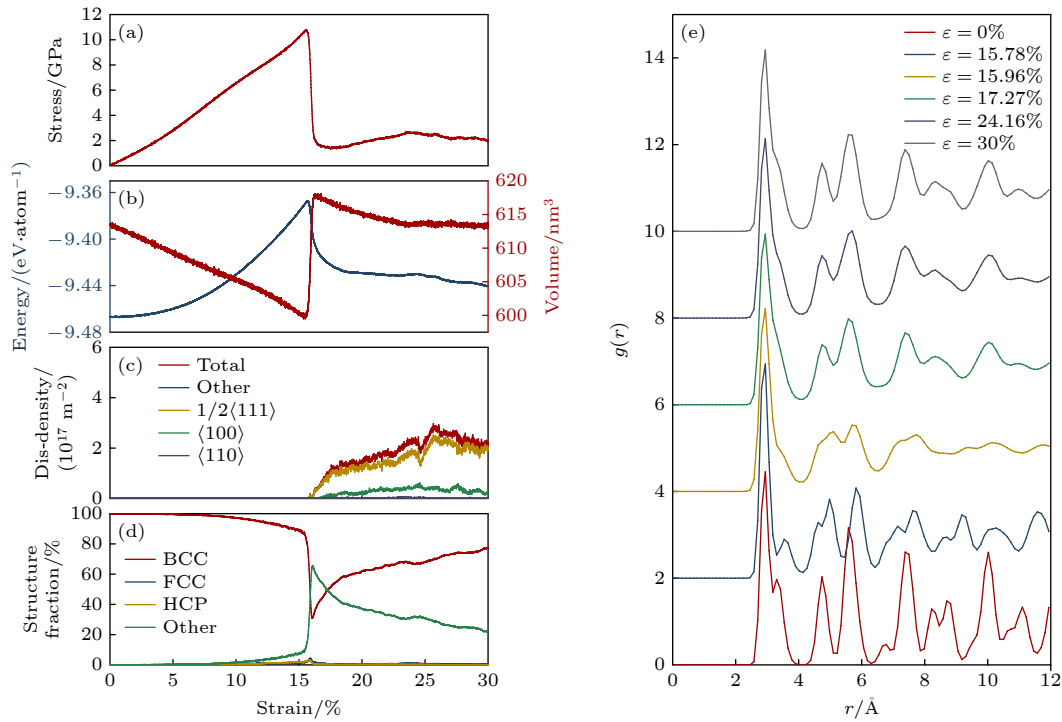 (a)
Stress/GPa
12
10
8
6
4
2
0
(b)
Energy/(eV·atom⁻¹)
−9.36
−9.40
−9.44
−9.48
Volume/nm³
620
615
610
605
600
(c)
Dis-density/
(10¹⁷ m⁻²)
6
4
2
0
Total
Other
1/2⟨111⟩
⟨100⟩
⟨110⟩
(d)
Structure
fraction/%
100
80
60
40
20
0
BCC
FCC
HCP
Other
0 5 10 15 20 25 30
Strain/%
(e)
g(r)
14
12
10
8
6
4
2
0
ε = 0%
ε = 15.78%
ε = 15.96%
ε = 17.27%
ε = 24.16%
ε = 30%
0 2 4 6 8 10 12
r/Å